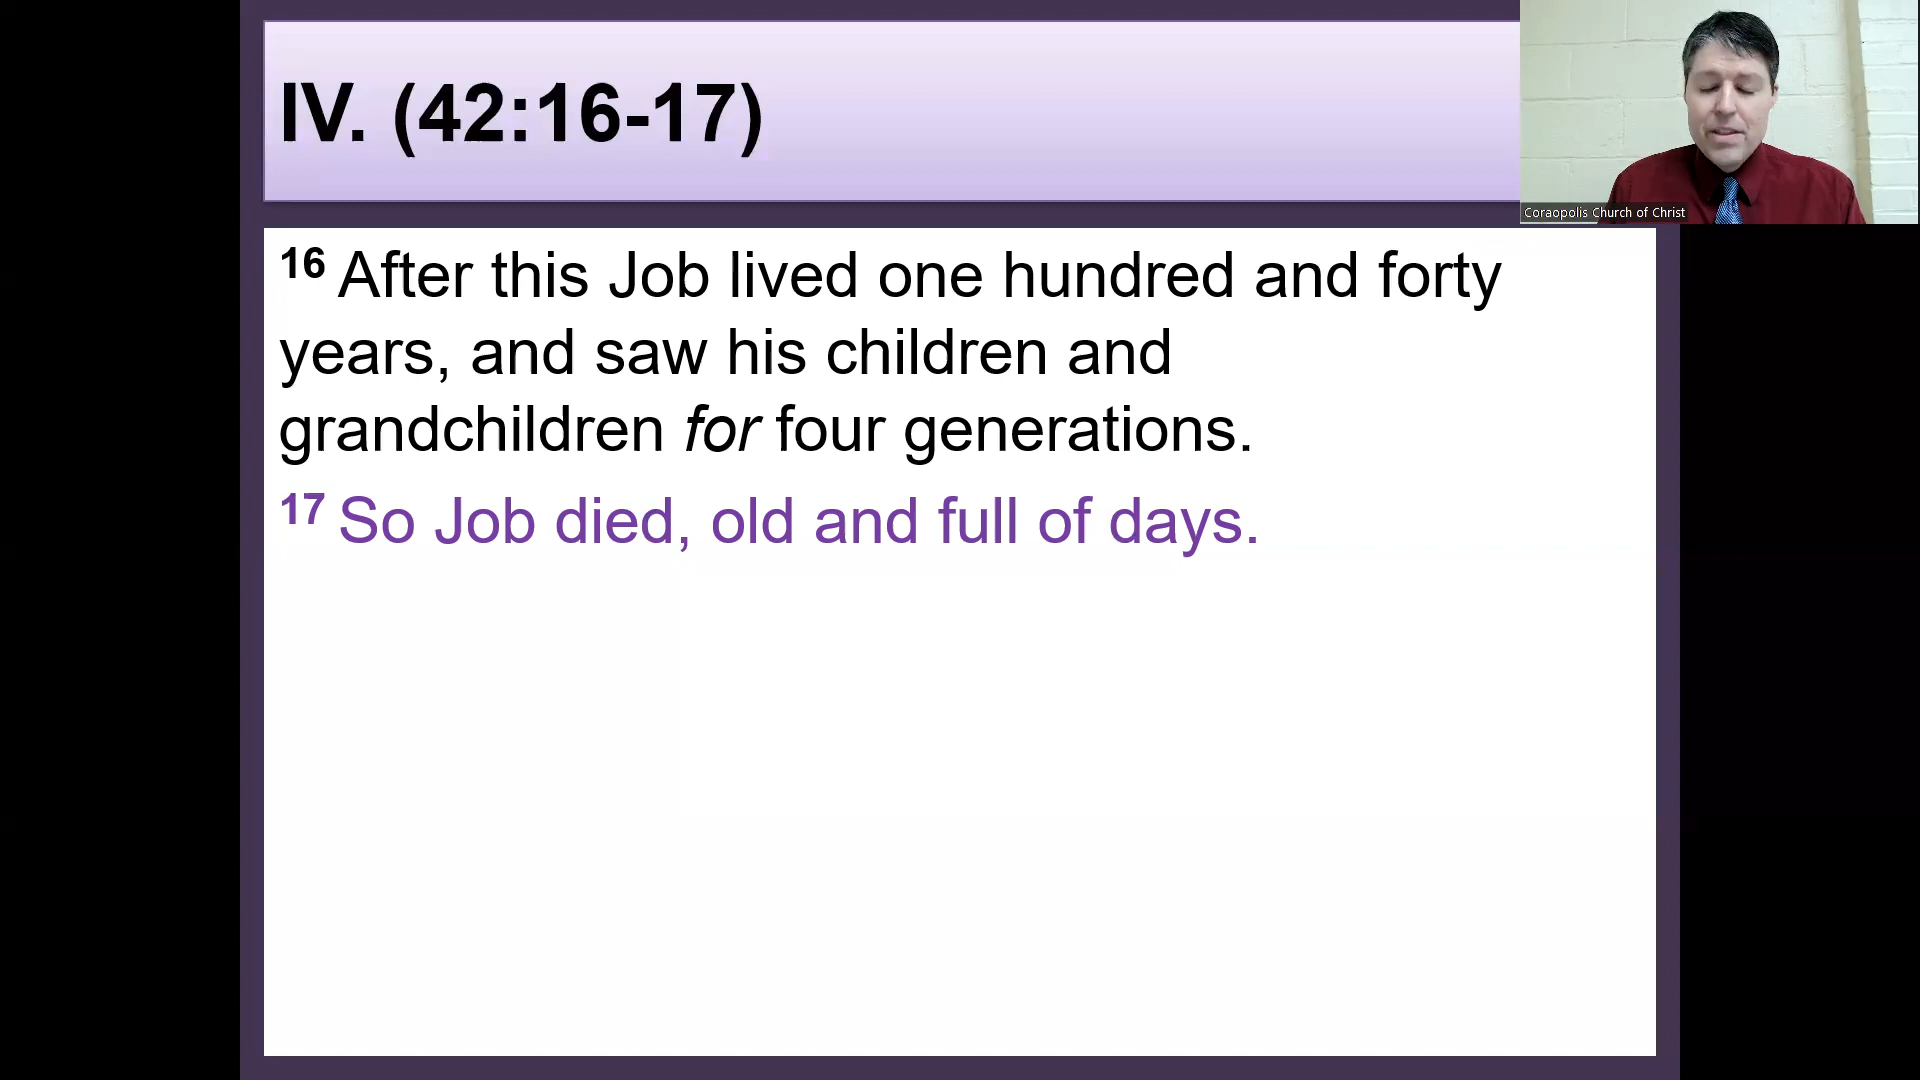 IV. (42:16-17)
Coraopolis Church of Christ
16 After this Job lived one hundred and forty
years, and saw his children and
grandchildren for four generations.
17 So Job died, old and full of days.